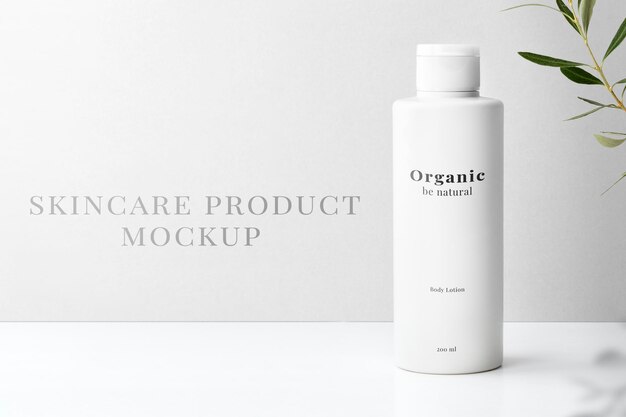 SKINCARE PRODUCT
MOCKUP
Organic
be natural
Body Lotion
200 ml